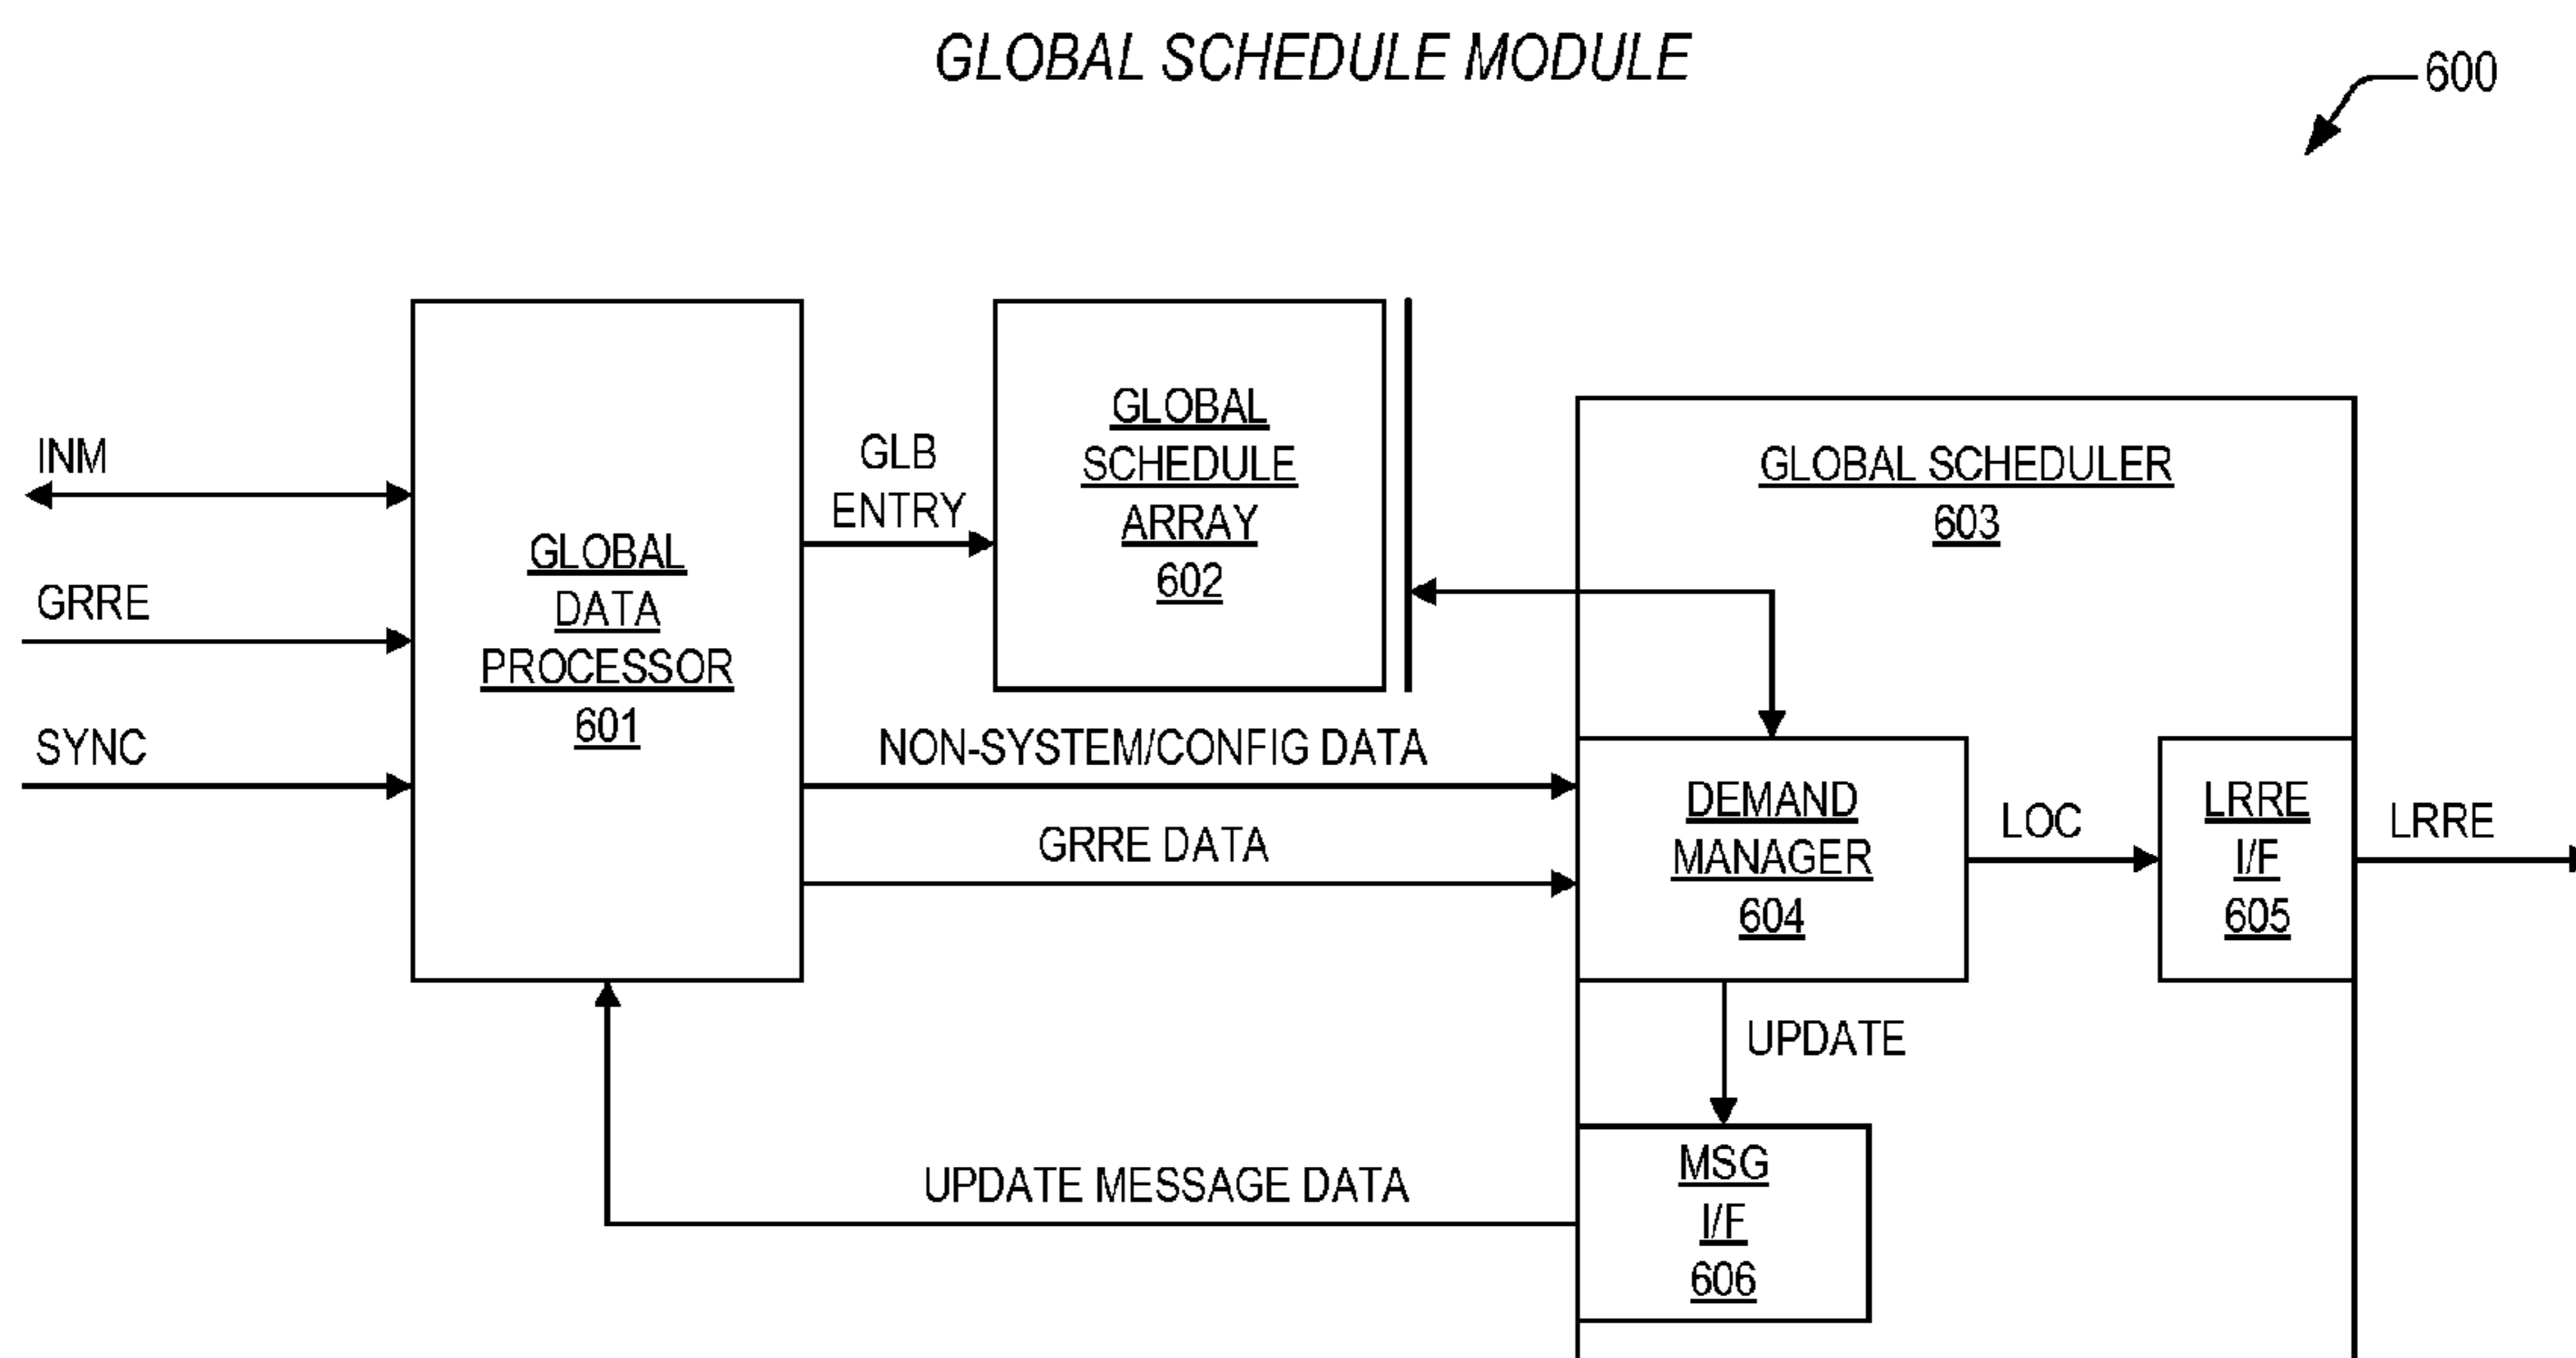 GLOBAL SCHEDULE MODULE
600
INM
GRRE
SYNC
GLOBAL
DATA
PROCESSOR
601
GLB
ENTRY
GLOBAL
SCHEDULE
ARRAY
602
NON-SYSTEM/CONFIG DATA
GRRE DATA
UPDATE MESSAGE DATA
GLOBAL SCHEDULER
603
DEMAND
MANAGER
604
LOC
LRRE
I/F
605
LRRE
UPDATE
MSG
I/F
606